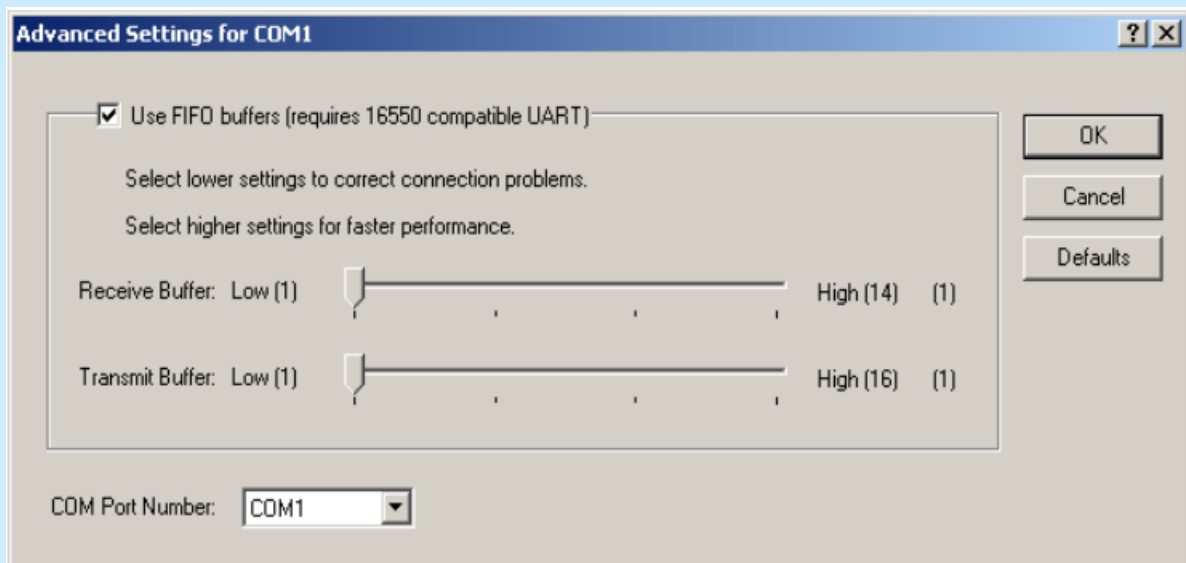 Advanced Settings for COM1
Use FIFO buffers (requires 16550 compatible UART)
OK
Select lower settings to correct connection problems.
Cancel
Select higher settings for faster performance.
Defaults
Receive Buffer: Low (1) High (14) (1)
Transmit Buffer: Low (1) High (16) (1)
COM Port Number: COM1